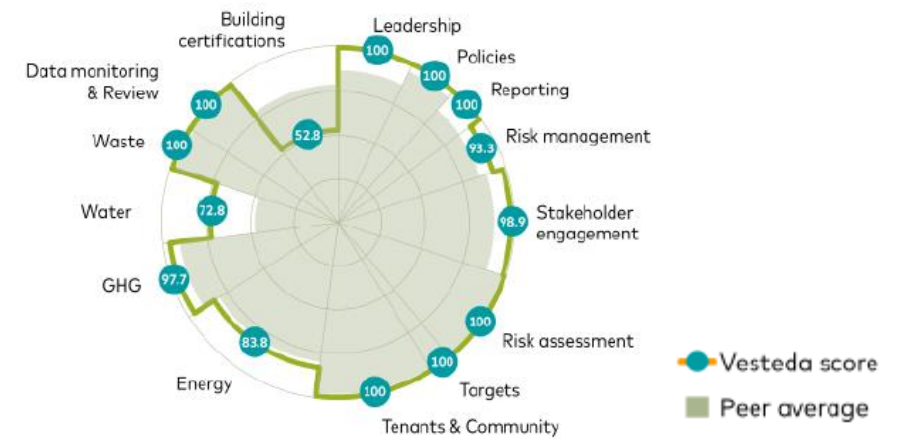 Building
certifications
Leadership
100
Policies
100
Reporting
100
Risk management
93.3
Stakeholder
engagement
98.9
Risk assessment
100
Targets
100
Tenants & Community
100
Energy
83.8
GHG
97.7
Water
72.8
Waste
100
Data monitoring
& Review
100
52.8
Vesteda score
Peer average